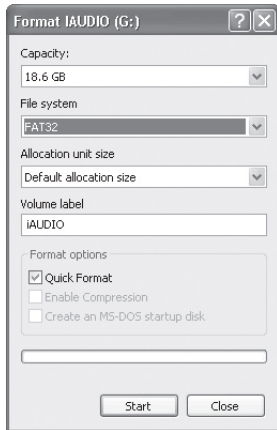 Format IAUDIO (G:)
Capacity:
18.6 GB
File system
FAT32
Allocation unit size
Default allocation size
Volume label
iAUDIO
Format options
Quick Format
Enable Compression
Create an MS-DOS startup disk
Start Close